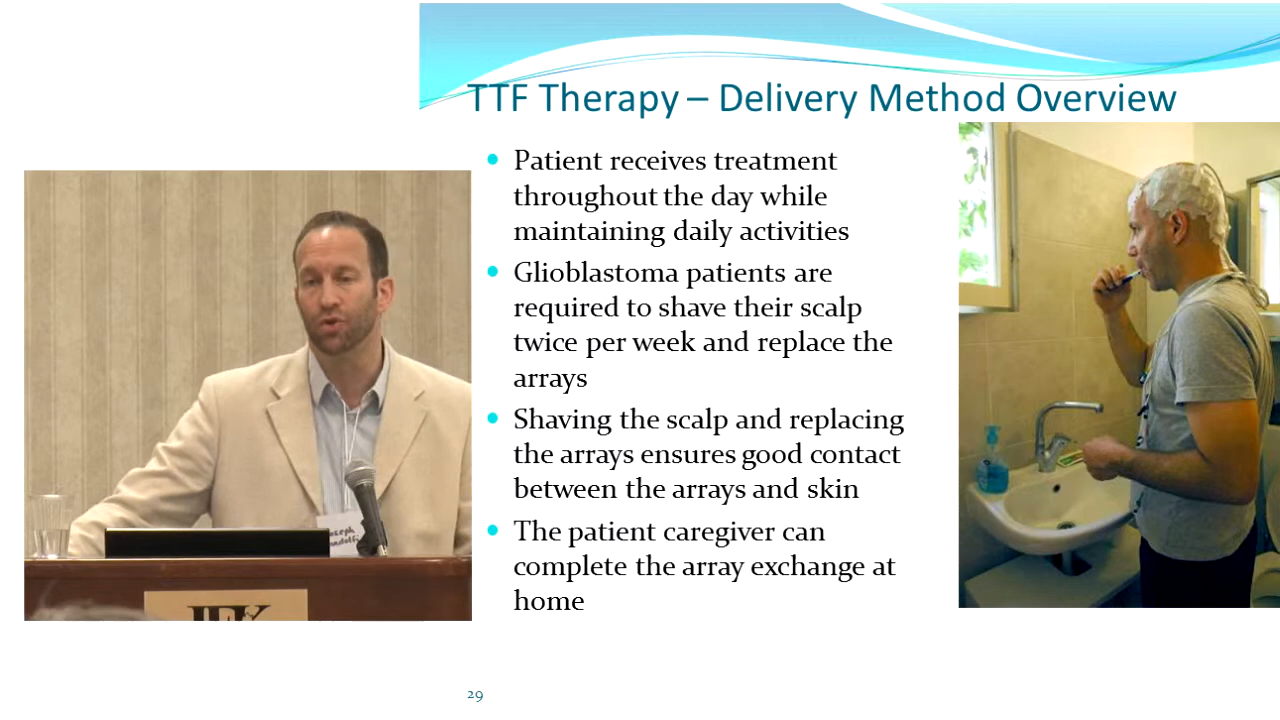 TTF Therapy – Delivery Method Overview
• Patient receives treatment
throughout the day while
maintaining daily activities
• Glioblastoma patients are
required to shave their scalp
twice per week and replace the
arrays
• Shaving the scalp and replacing
the arrays ensures good contact
between the arrays and skin
• The patient caregiver can
complete the array exchange at
home
JFK
29